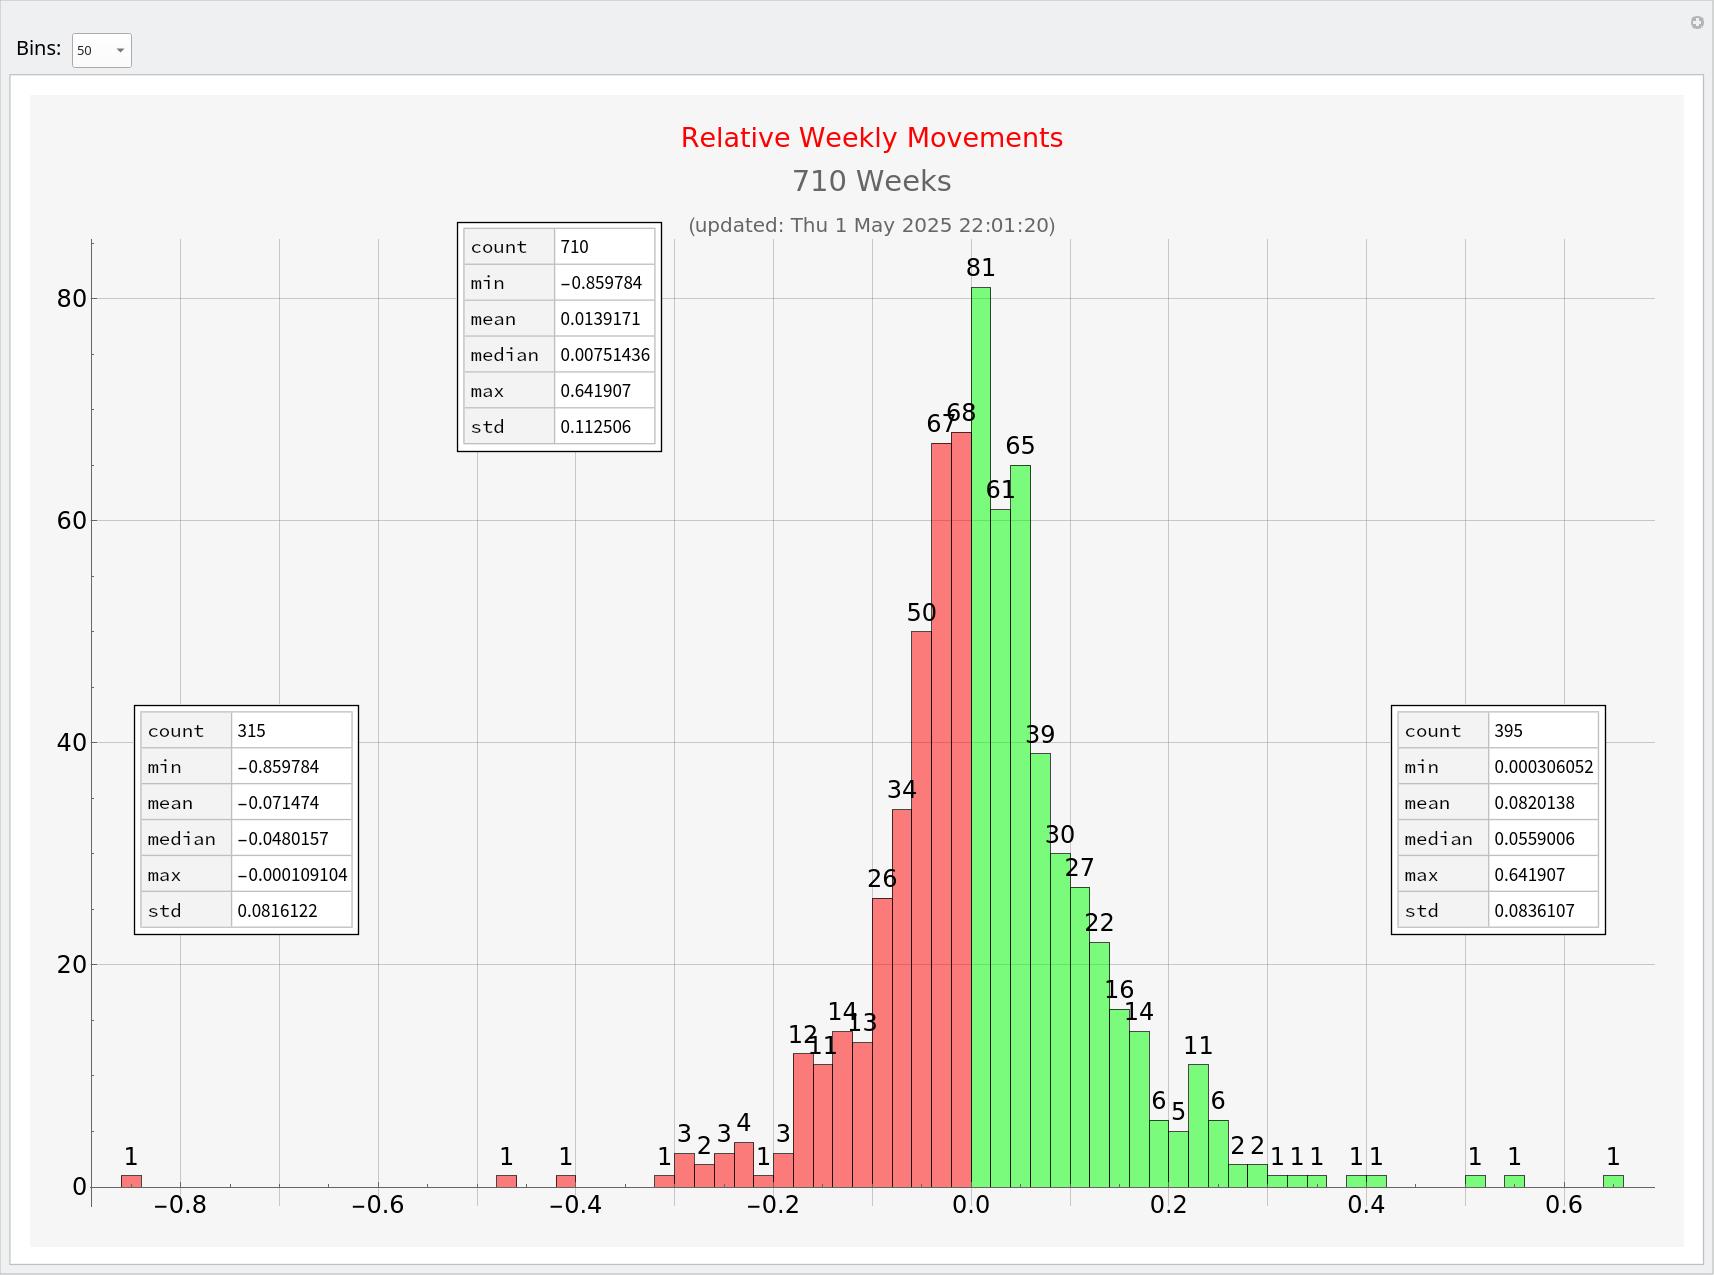 Bins: 50
Relative Weekly Movements
710 Weeks
(updated: Thu 1 May 2025 22:01:20)
count 710
min −0.859784
mean 0.0139171
median 0.00751436
max 0.641907
std 0.112506
count 315
min −0.859784
mean −0.071474
median −0.0480157
max −0.000109104
std 0.0816122
count 395
min 0.000306052
mean 0.0820138
median 0.0559006
max 0.641907
std 0.0836107
80
60
40
20
0
1 1 1 1 3 2 3 4 1 3 12 11 14 13 26 34 50 67 68 81 61 65 39 30 27 22 16 14 6 5 11 6 2 2 1 1 1 1 1 1 1 1
−0.8 −0.6 −0.4 −0.2 0.0 0.2 0.4 0.6